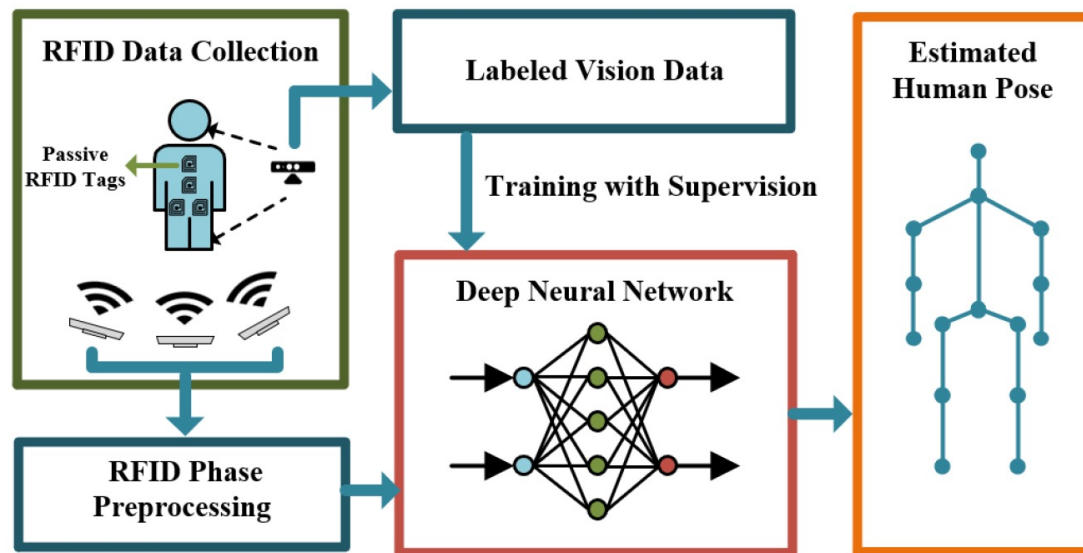 RFID Data Collection
Passive
RFID Tags
Labeled Vision Data
Training with Supervision
RFID Phase
Preprocessing
Deep Neural Network
Estimated
Human Pose